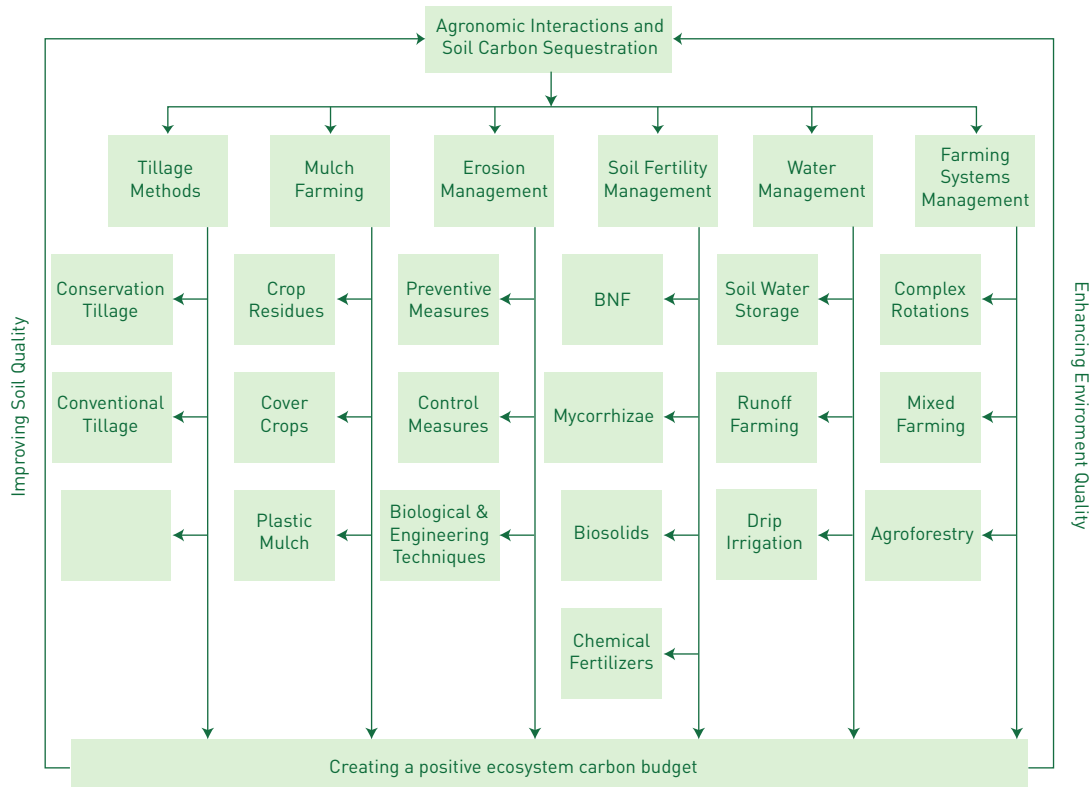 Agronomic Interactions and
Soil Carbon Sequestration
Tillage
Methods
Mulch
Farming
Erosion
Management
Soil Fertility
Management
Water
Management
Farming
Systems
Management
Conservation
Tillage
Crop
Residues
Preventive
Measures
BNF
Soil Water
Storage
Complex
Rotations
Conventional
Tillage
Cover
Crops
Control
Measures
Mycorrhizae
Runoff
Farming
Mixed
Farming
Plastic
Mulch
Biological &
Engineering
Techniques
Biosolids
Drip
Irrigation
Agroforestry
Chemical
Fertilizers
Creating a positive ecosystem carbon budget
Improving Soil Quality
Enhancing Enviroment Quality